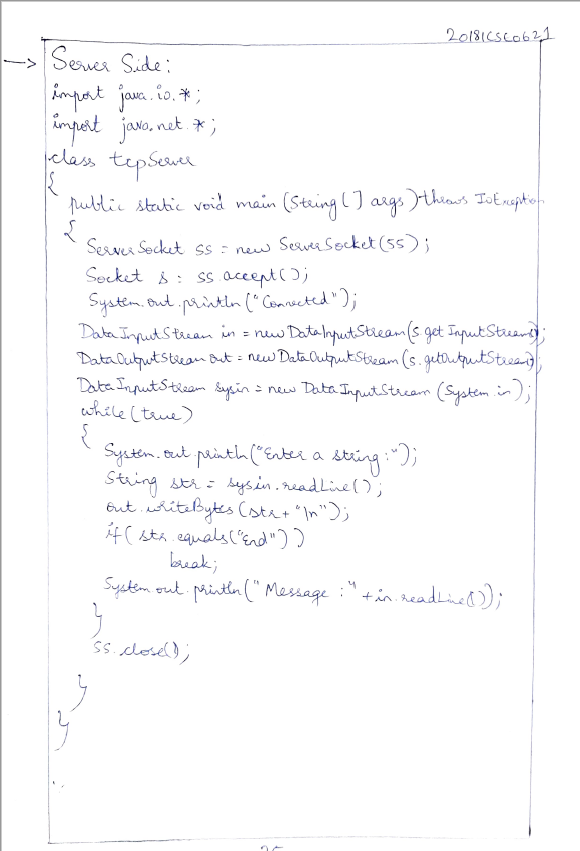 20181CSC0621
→ Server Side:
import java.io.*;
import java.net.*;
class tcpServer
{
public static void main (String [] args) throws IoException
{
ServerSocket ss = new ServerSocket(55);
Socket s = ss.accept();
System.out.println("Connected");
DataInputStream in = new DataInputStream(s.getInputStream());
DataOutputStream out = new DataOutputStream(s.getOutputStream());
DataInputStream sysin = new DataInputStream (System.in);
while(true)
{
System.out.println("Enter a string:");
String str = sysin.readLine();
out.writeBytes(str+"\n");
if( str.equals("End"))
break;
System.out.println("Message :" +in.readLine());
}
ss.close();
}
}